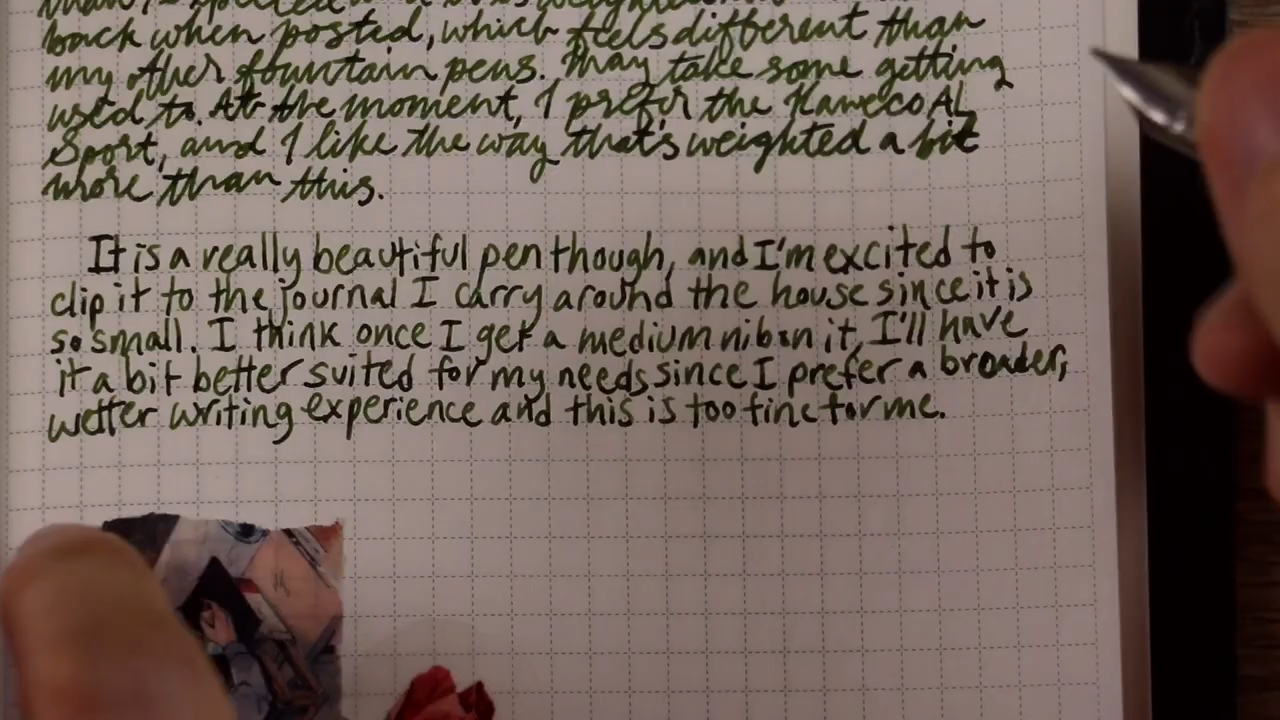 back when posted, which feels different than
my other fountain pens. May take some getting
used to. At the moment, I prefer the Kaweco AL
Sport, and I like the way that's weighted a bit
more than this.
It is a really beautiful pen though, and I'm excited to
clip it to the journal I carry around the house since it is
so small. I think once I get a medium nib on it, I'll have
it a bit better suited for my needs since I prefer a broader,
wetter writing experience and this is too fine for me.